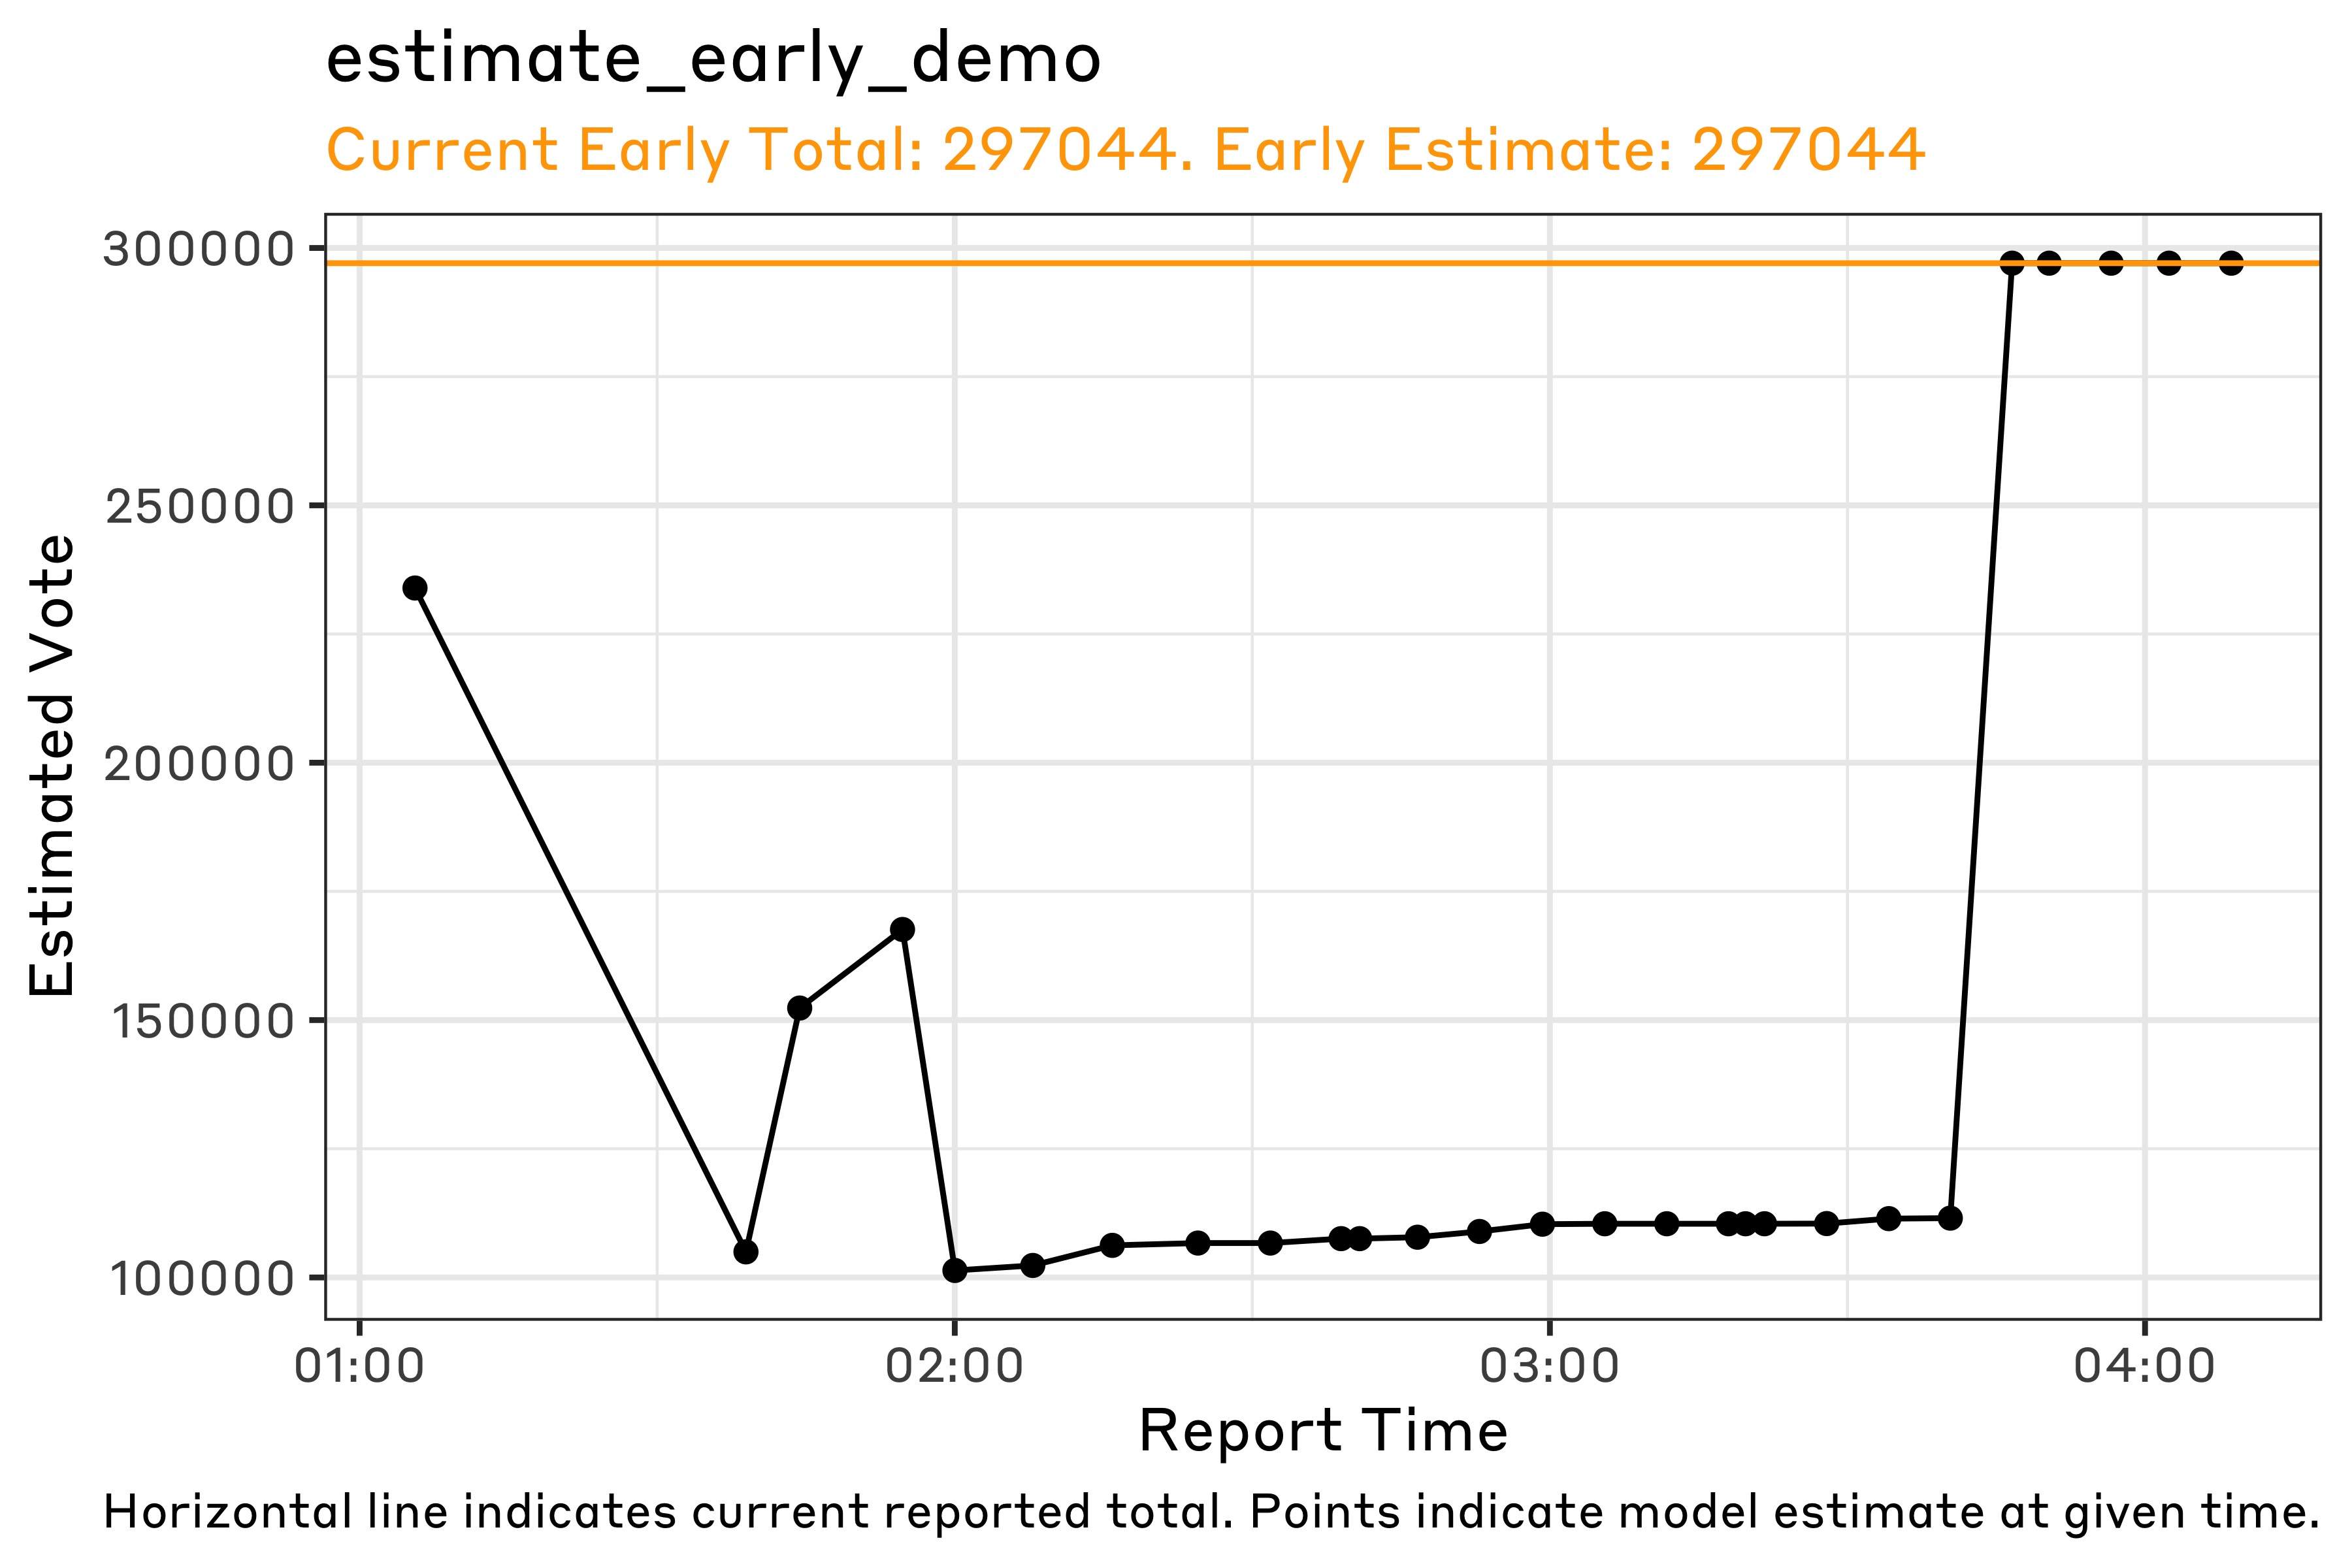 estimate_early_demo
Current Early Total: 297044. Early Estimate: 297044
300000
250000
200000
150000
100000
Estimated Vote
01:00 02:00 03:00 04:00
Report Time
Horizontal line indicates current reported total. Points indicate model estimate at given time.